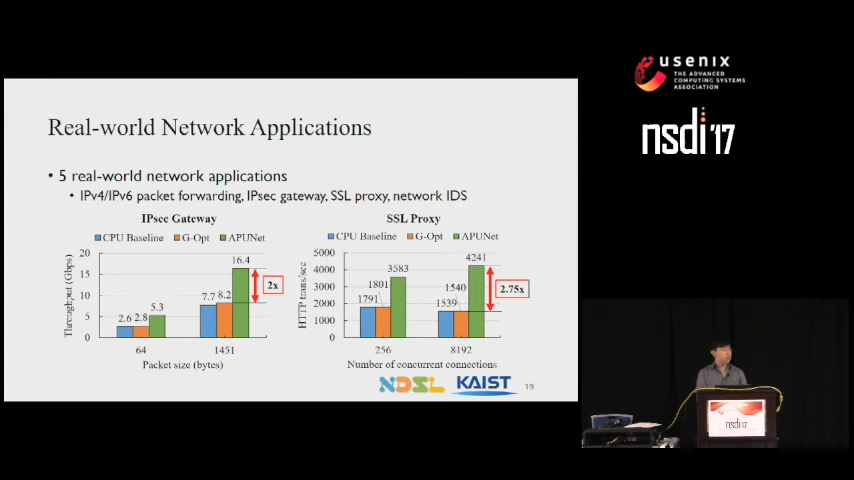 Real-world Network Applications
• 5 real-world network applications
• IPv4/IPv6 packet forwarding, IPsec gateway, SSL proxy, network IDS
IPsec Gateway
CPU Baseline G-Opt APUNet
Throughput (Gbps)
20
15
10
5
0
2.6 2.8 5.3
7.7 8.2 16.4
2x
64 1451
Packet size (bytes)
SSL Proxy
CPU Baseline G-Opt APUNet
HTTP trans/sec
5000
4000
3000
2000
1000
0
1791 1801 3583
1539 1540 4241
2.75x
256 8192
Number of concurrent connections
NDSL KAIST 19
usenix
THE ADVANCED
COMPUTING SYSTEMS
ASSOCIATION
nsdi '17
nsdi '17